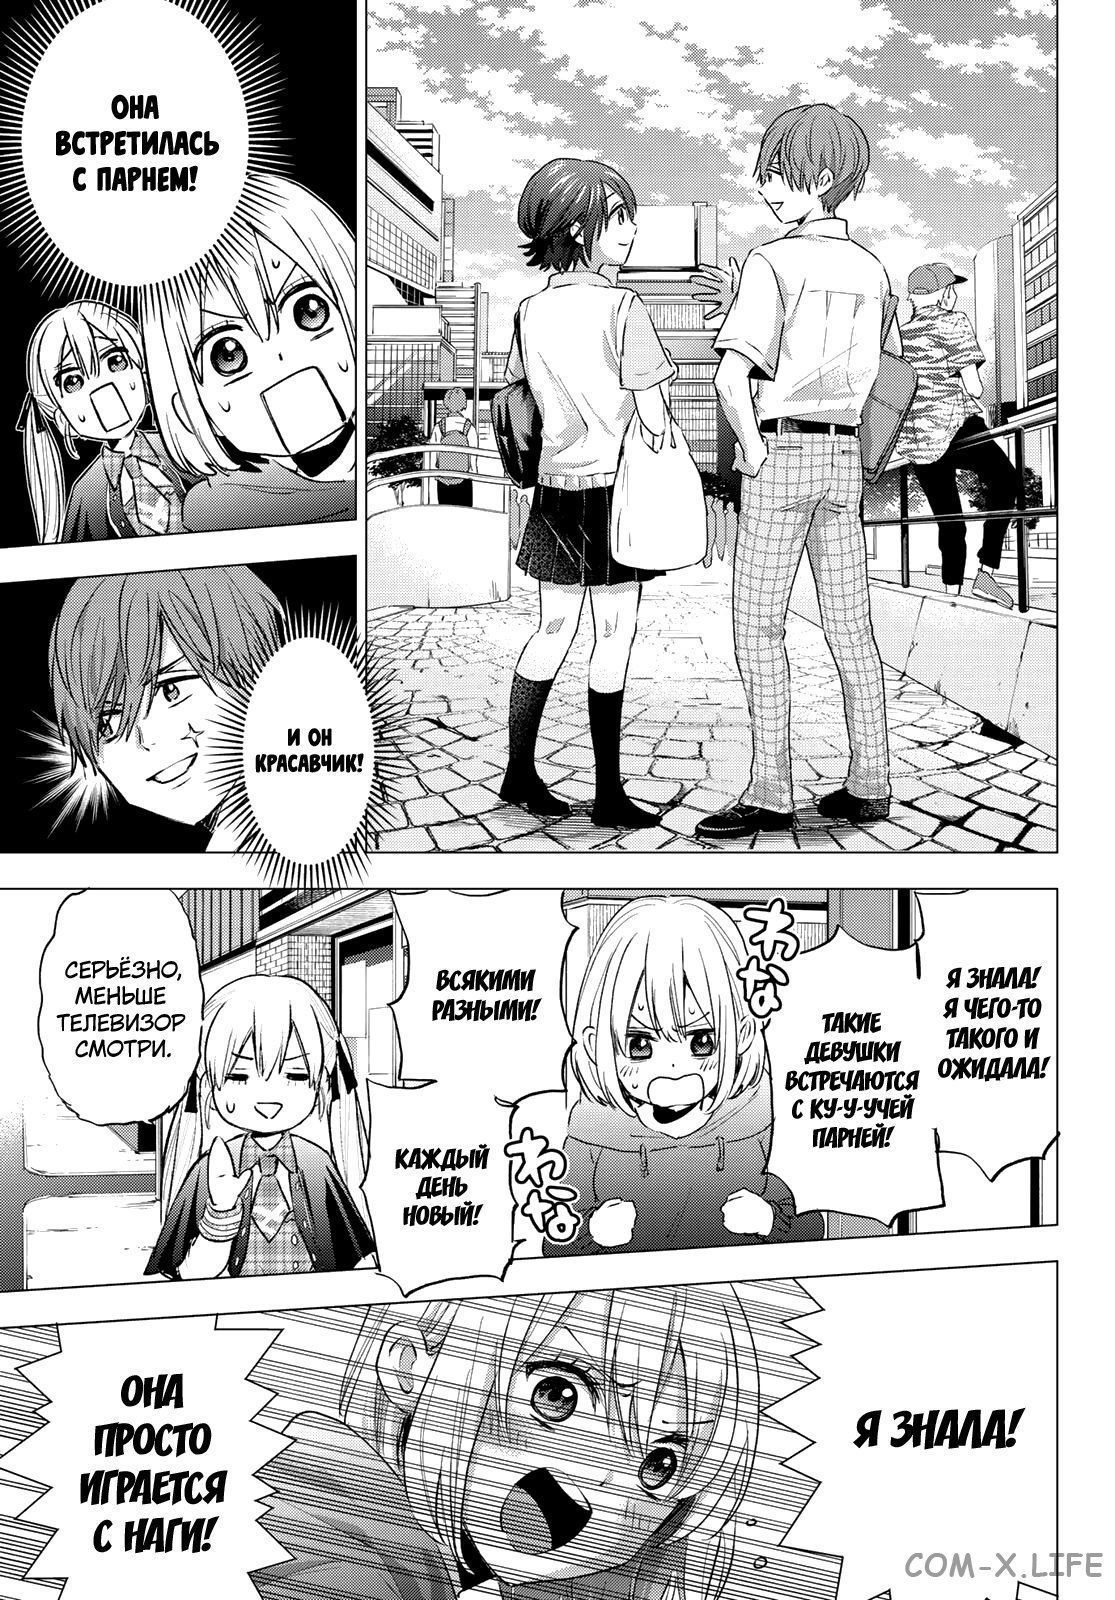 ОНА
ВСТРЕТИЛАСЬ
С ПАРНЕМ!
И ОН
КРАСАВЧИК!
Я ЗНАЛА!
Я ЧЕГО-ТО
ТАКОГО И
ОЖИДАЛА!
ТАКИЕ
ДЕВУШКИ
ВСТРЕЧАЮТСЯ
С КУ-У-УЧЕЙ
ПАРНЕЙ!
わな
わな
ВСЯКИМИ
РАЗНЫМИ!
КАЖДЫЙ
ДЕНЬ
НОВЫЙ!
СЕРЬЁЗНО,
МЕНЬШЕ
ТЕЛЕВИЗОР
СМОТРИ.
Я ЗНАЛА!
ОНА
ПРОСТО
ИГРАЕТСЯ
С НАГИ!
COM-X.LIFE